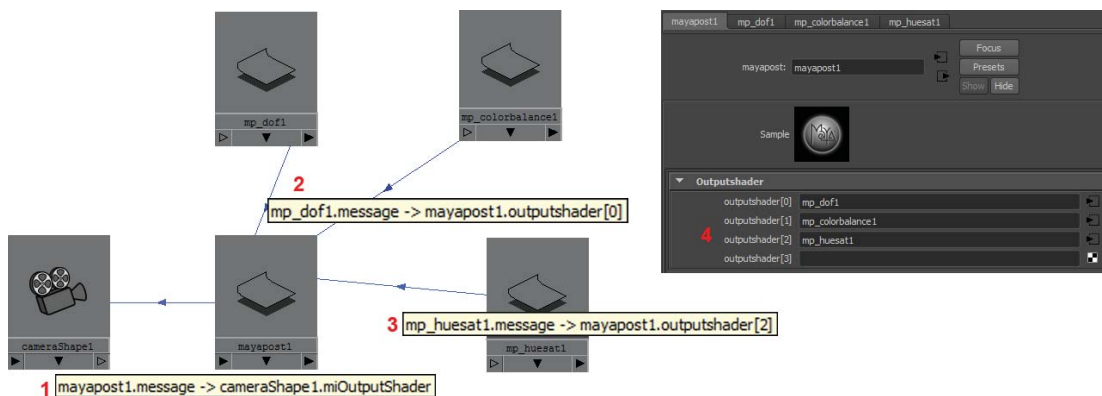 mp_dof1
mp_colorbalance1
2
mp_dof1.message -> mayapost1.outputshader[0]
cameraShape1
mayapost1
3
mp_huesat1.message -> mayapost1.outputshader[2]
mp_huesat1
1
mayapost1.message -> cameraShape1.miOutputShader
mayapost1 mp_dof1 mp_colorbalance1 mp_huesat1
mayapost: mayapost1
Focus
Presets
Show Hide
Sample
Maya
Outputshader
outputshader[0] mp_dof1
outputshader[1] mp_colorbalance1
4
outputshader[2] mp_huesat1
outputshader[3]